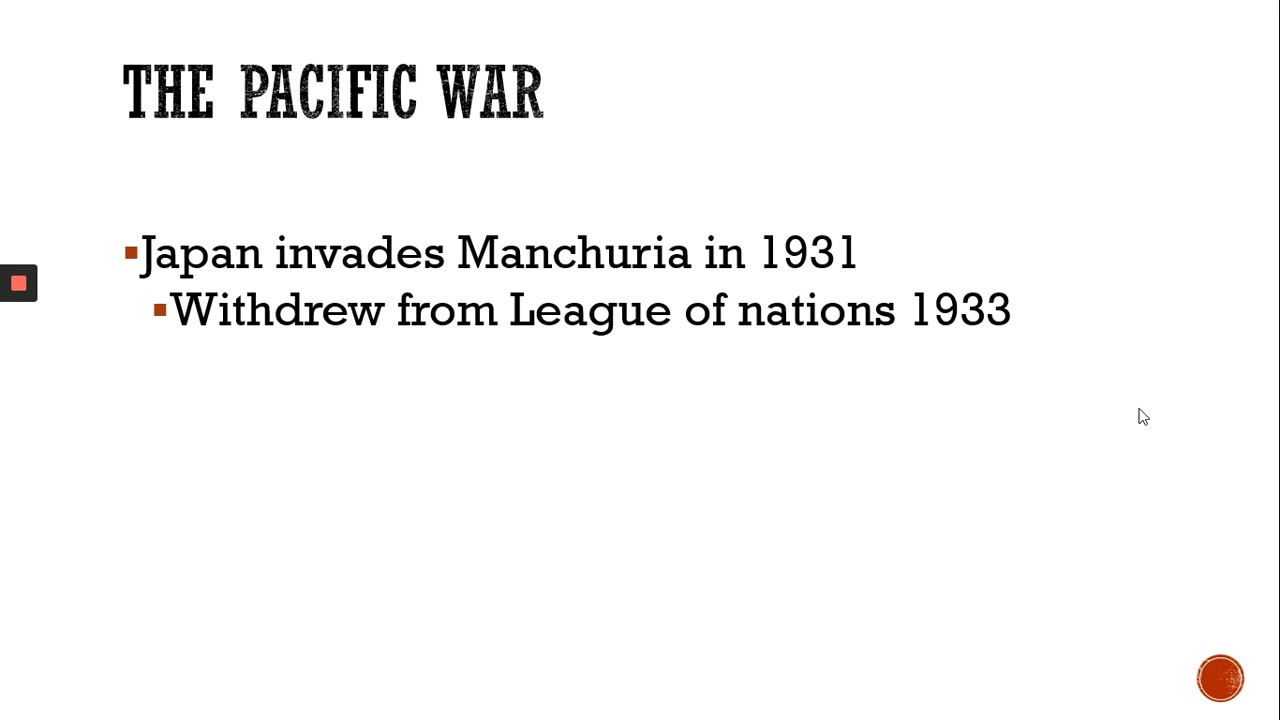 THE PACIFIC WAR
Japan invades Manchuria in 1931
Withdrew from League of nations 1933